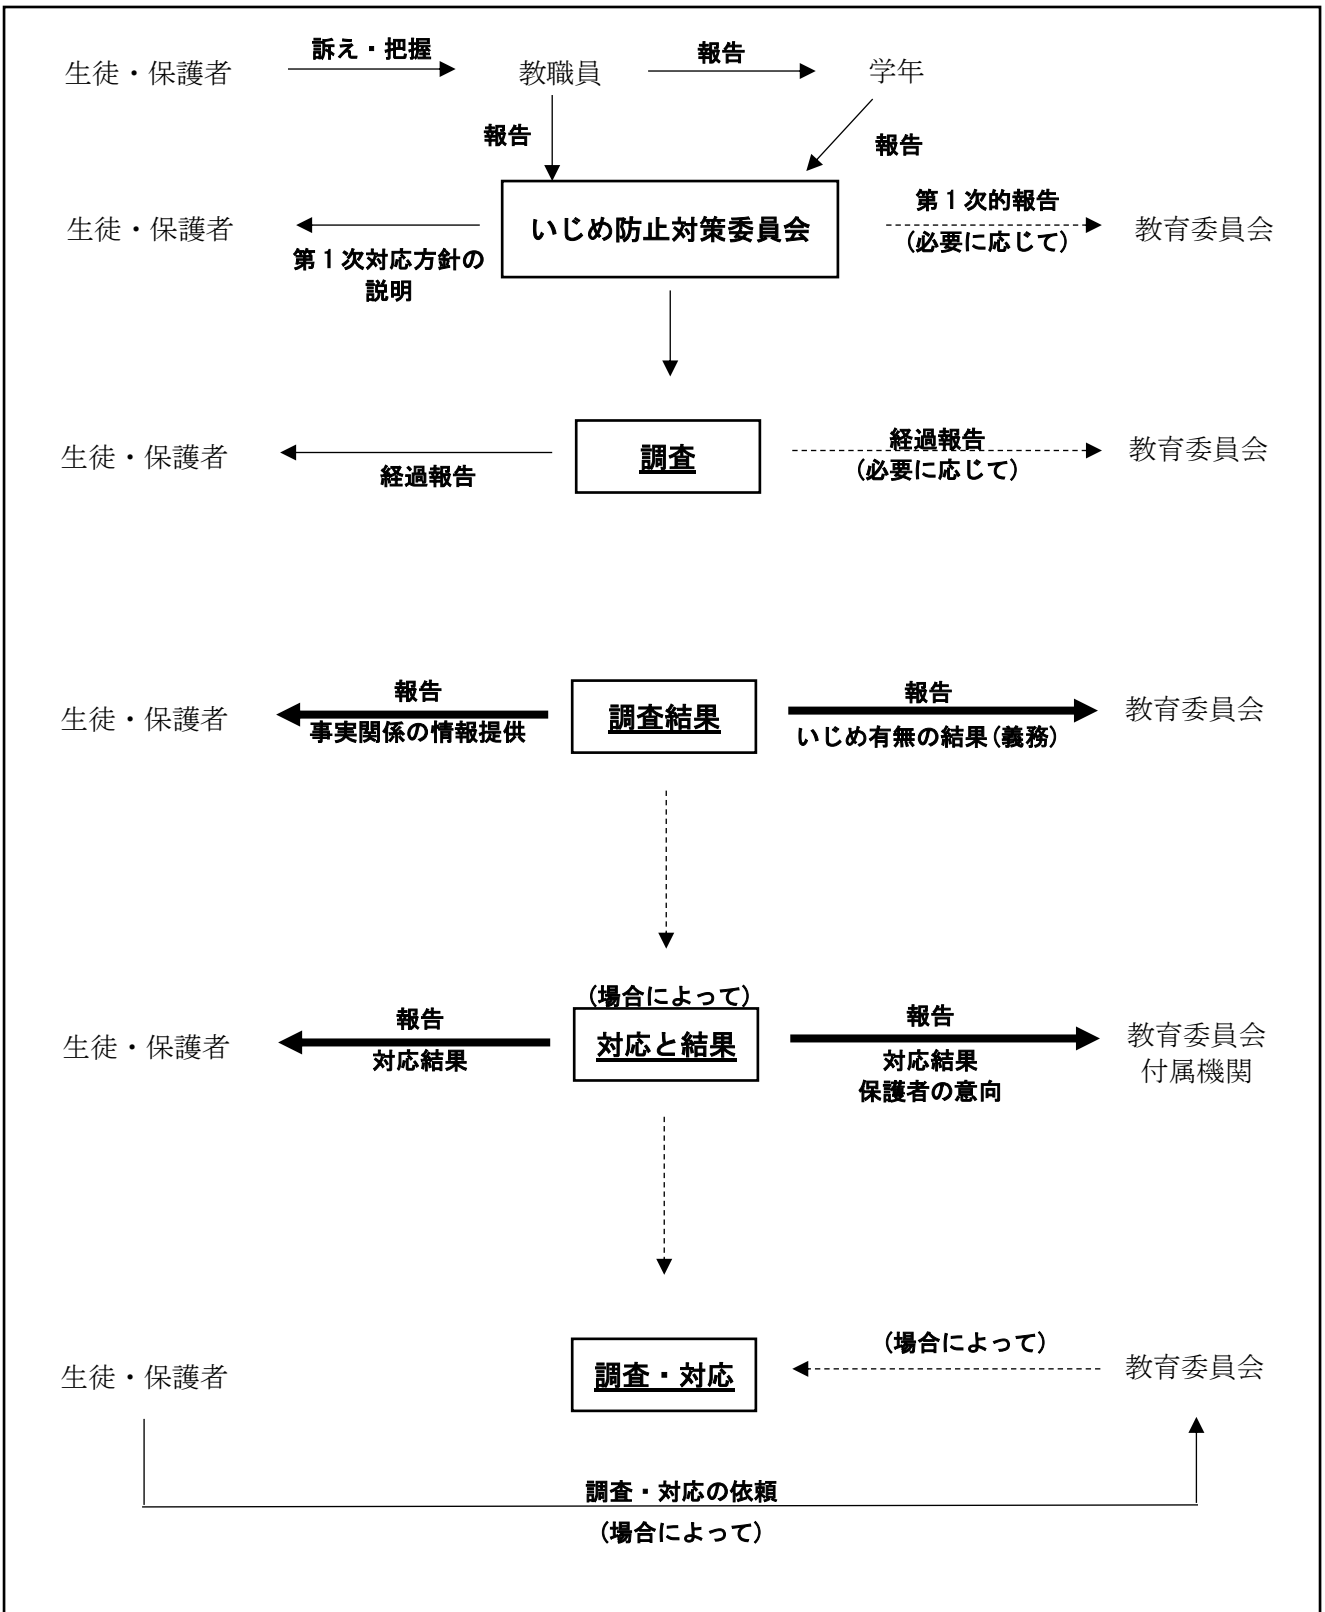 訴え・把握
報告
生徒・保護者
教職員
学年
報告
報告
生徒・保護者
いじめ防止対策委員会
第1次的報告
(必要に応じて)
教育委員会
第1次対応方針の
説明
生徒・保護者
経過報告
調査
経過報告
(必要に応じて)
教育委員会
生徒・保護者
報告
事実関係の情報提供
調査結果
報告
いじめ有無の結果(義務)
教育委員会
(場合によって)
生徒・保護者
報告
対応結果
対応と結果
報告
対応結果
保護者の意向
教育委員会
付属機関
生徒・保護者
調査・対応
(場合によって)
教育委員会
調査・対応の依頼
(場合によって)